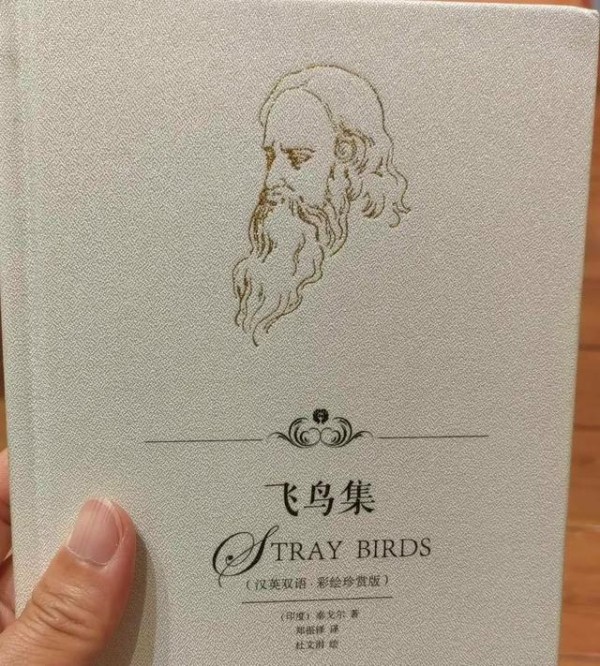 飞鸟集
STRAY BIRDS
（汉英双语·彩绘珍赏版）
（印度）泰戈尔 著
郑振铎 译
杜文涓 绘